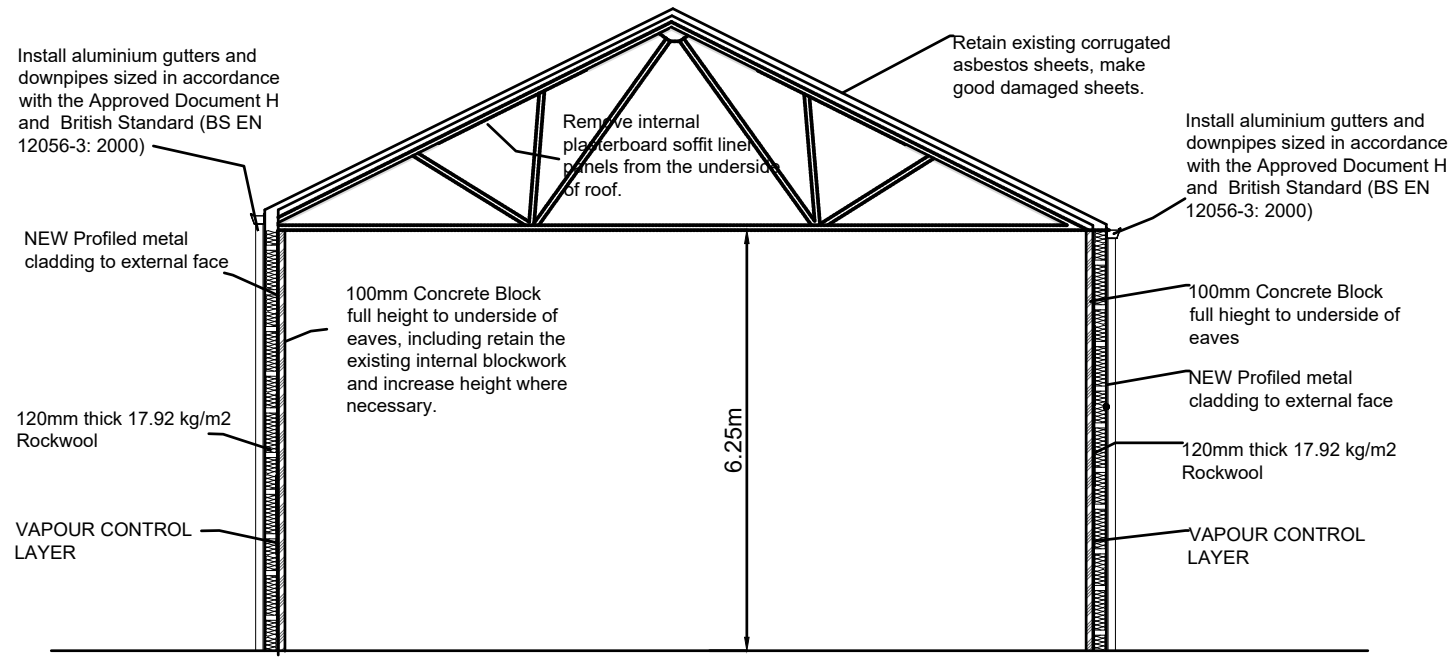 Install aluminium gutters and
downpipes sized in accordance
with the Approved Document H
and British Standard (BS EN
12056-3: 2000)
Retain existing corrugated
asbestos sheets, make
good damaged sheets.
Remove internal
plasterboard soffit liner
panels from the underside
of roof.
Install aluminium gutters and
downpipes sized in accordance
with the Approved Document H
and British Standard (BS EN
12056-3: 2000)
NEW Profiled metal
cladding to external face
100mm Concrete Block
full height to underside of
eaves, including retain the
existing internal blockwork
and increase height where
necessary.
100mm Concrete Block
full hieght to underside of
eaves
NEW Profiled metal
cladding to external face
120mm thick 17.92 kg/m2
Rockwool
6.25m
120mm thick 17.92 kg/m2
Rockwool
VAPOUR CONTROL
LAYER
VAPOUR CONTROL
LAYER